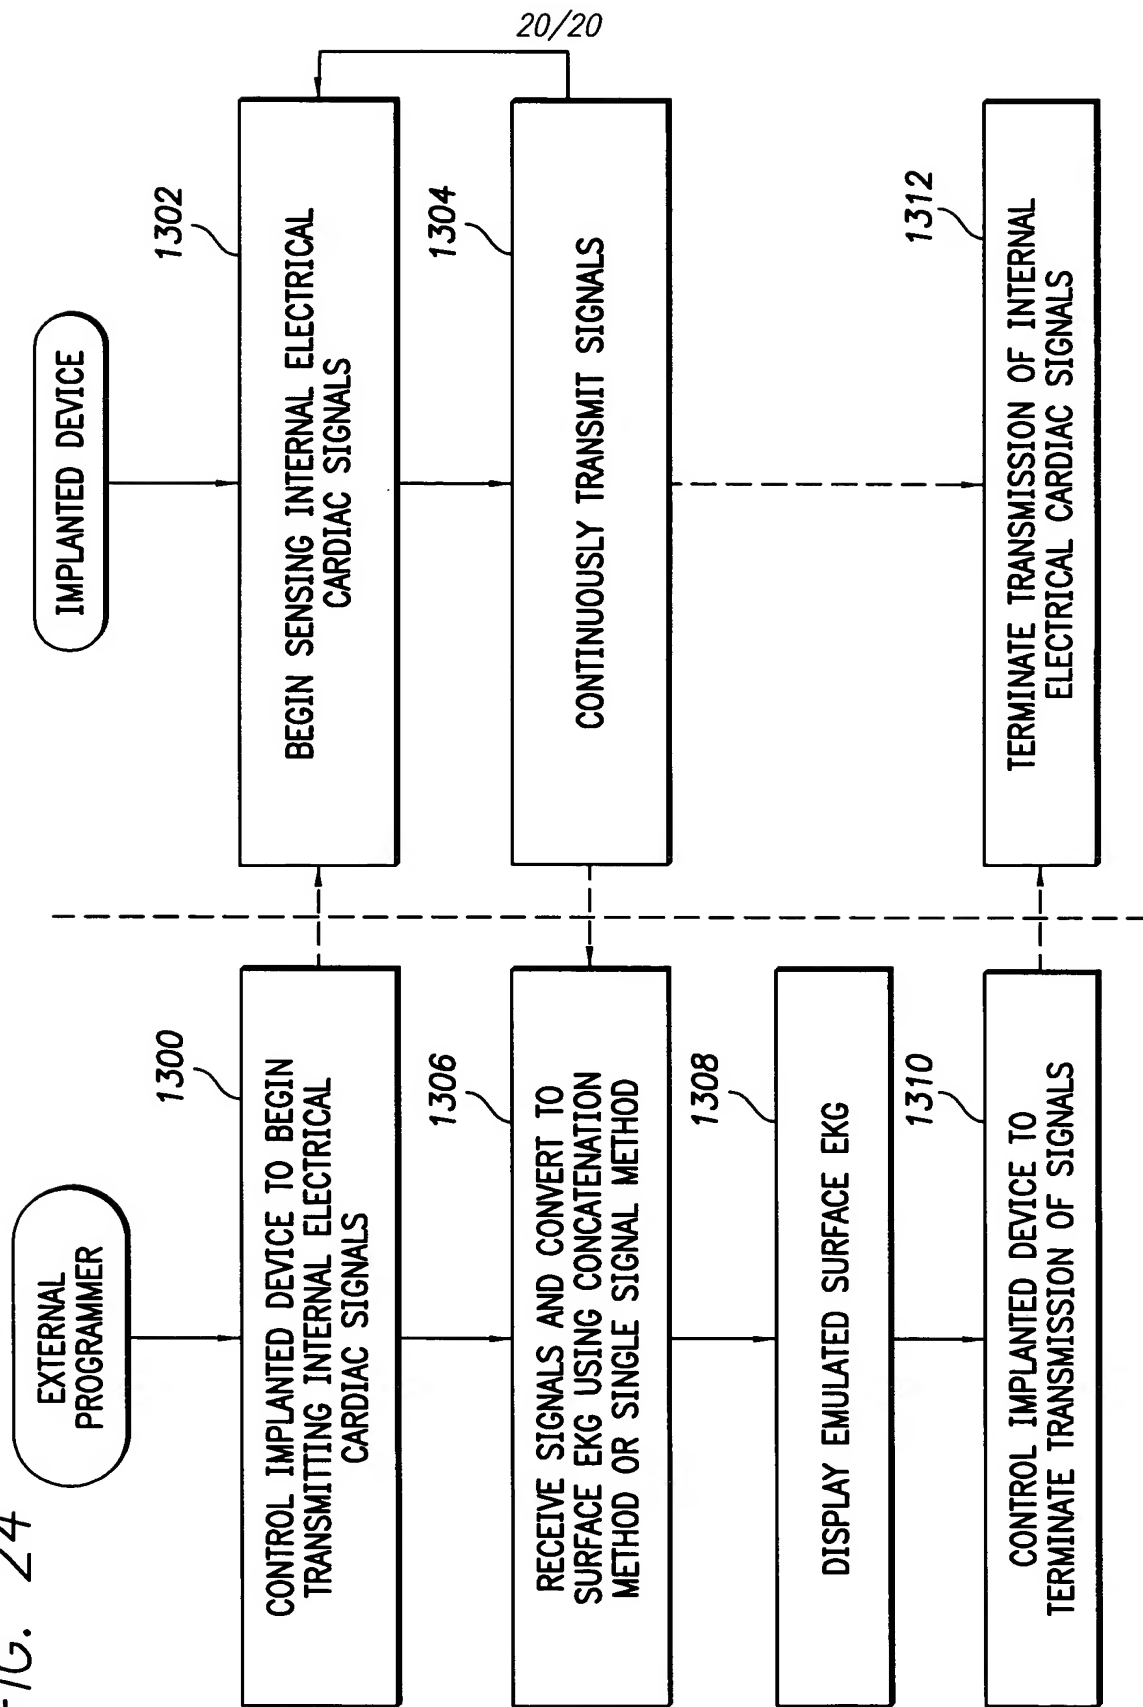 20/20
FIG. 24
EXTERNAL
PROGRAMMER
1300
CONTROL IMPLANTED DEVICE TO BEGIN
TRANSMITTING INTERNAL ELECTRICAL
CARDIAC SIGNALS
1306
RECEIVE SIGNALS AND CONVERT TO
SURFACE EKG USING CONCATENATION
METHOD OR SINGLE SIGNAL METHOD
1308
DISPLAY EMULATED SURFACE EKG
1310
CONTROL IMPLANTED DEVICE TO
TERMINATE TRANSMISSION OF SIGNALS
IMPLANTED DEVICE
1302
BEGIN SENSING INTERNAL ELECTRICAL
CARDIAC SIGNALS
1304
CONTINUOUSLY TRANSMIT SIGNALS
1312
TERMINATE TRANSMISSION OF INTERNAL
ELECTRICAL CARDIAC SIGNALS